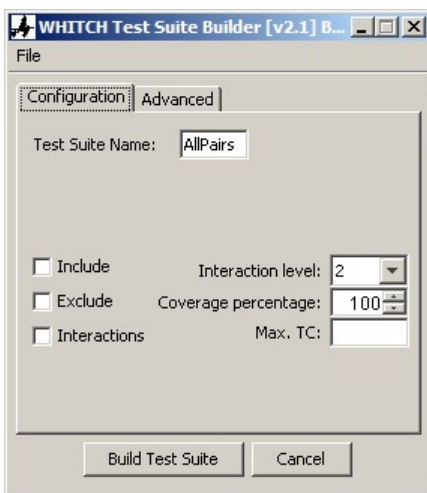 WHITCH Test Suite Builder [v2.1] B...
File
Configuration Advanced
Test Suite Name: AllPairs
Include Interaction level: 2
Exclude Coverage percentage: 100
Interactions Max. TC:
Build Test Suite Cancel